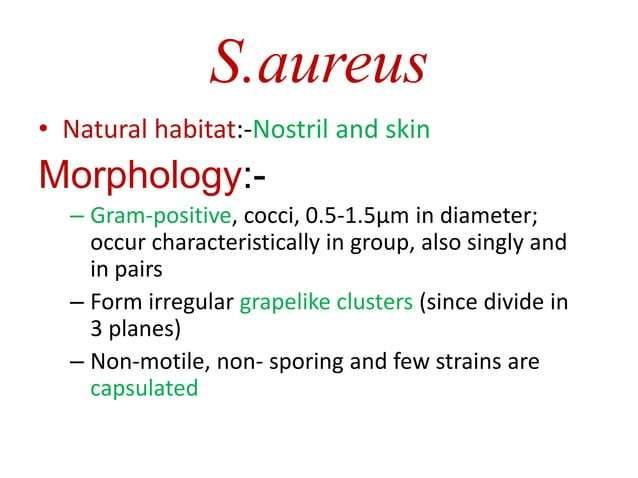 S.aureus
• Natural habitat:-Nostril and skin
Morphology:-
– Gram-positive, cocci, 0.5-1.5µm in diameter;
occur characteristically in group, also singly and
in pairs
– Form irregular grapelike clusters (since divide in
3 planes)
– Non-motile, non- sporing and few strains are
capsulated